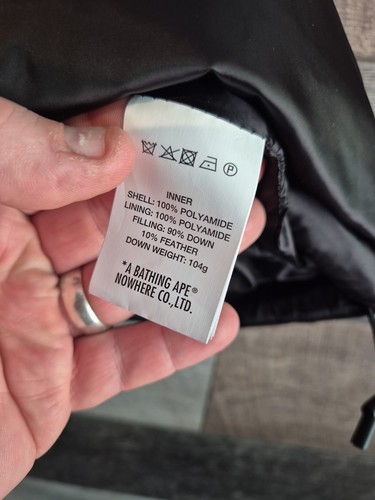 P
INNER
SHELL: 100% POLYAMIDE
LINING: 100% POLYAMIDE
FILLING: 90% DOWN
10% FEATHER
DOWN WEIGHT: 104g
*A BATHING APE®
NOWHERE CO.,LTD.